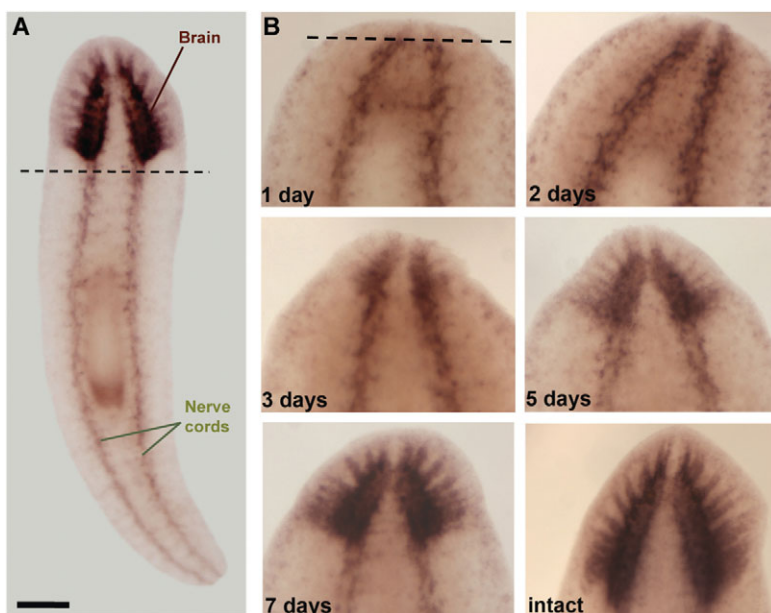 A
Brain
Nerve
cords
B
1 day
2 days
3 days
5 days
7 days
intact